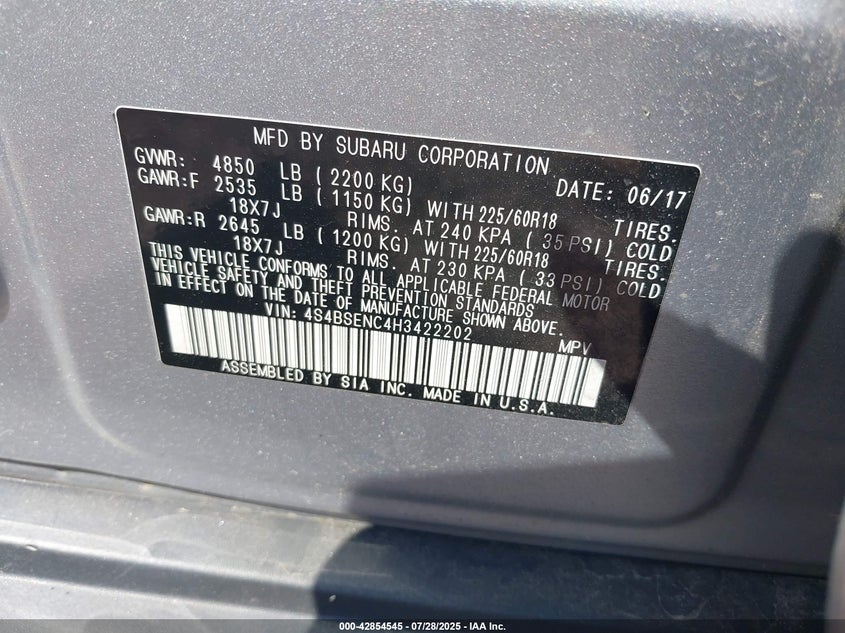 MFD BY SUBARU CORPORATION DATE: 06/17
GVWR: 4850 LB ( 2200 KG)
GAWR:F 2535 LB ( 1150 KG) WITH 225/60R18 TIRES.
18X7J RIMS. AT 240 KPA ( 35 PSI) COLD
GAWR:R 2645 LB ( 1200 KG) WITH 225/60R18 TIRES.
18X7J RIMS. AT 230 KPA ( 33 PSI) COLD
THIS VEHICLE CONFORMS TO ALL APPLICABLE FEDERAL MOTOR
VEHICLE SAFETY AND THEFT PREVENTION STANDARDS
IN EFFECT ON THE DATE OF MANUFACTURE SHOWN ABOVE.
VIN: 4S4BSENC4H3422202 MPV
ASSEMBLED BY SIA INC. MADE IN U.S.A.
000-42854545 / 07/28/2025 - IAA Inc.